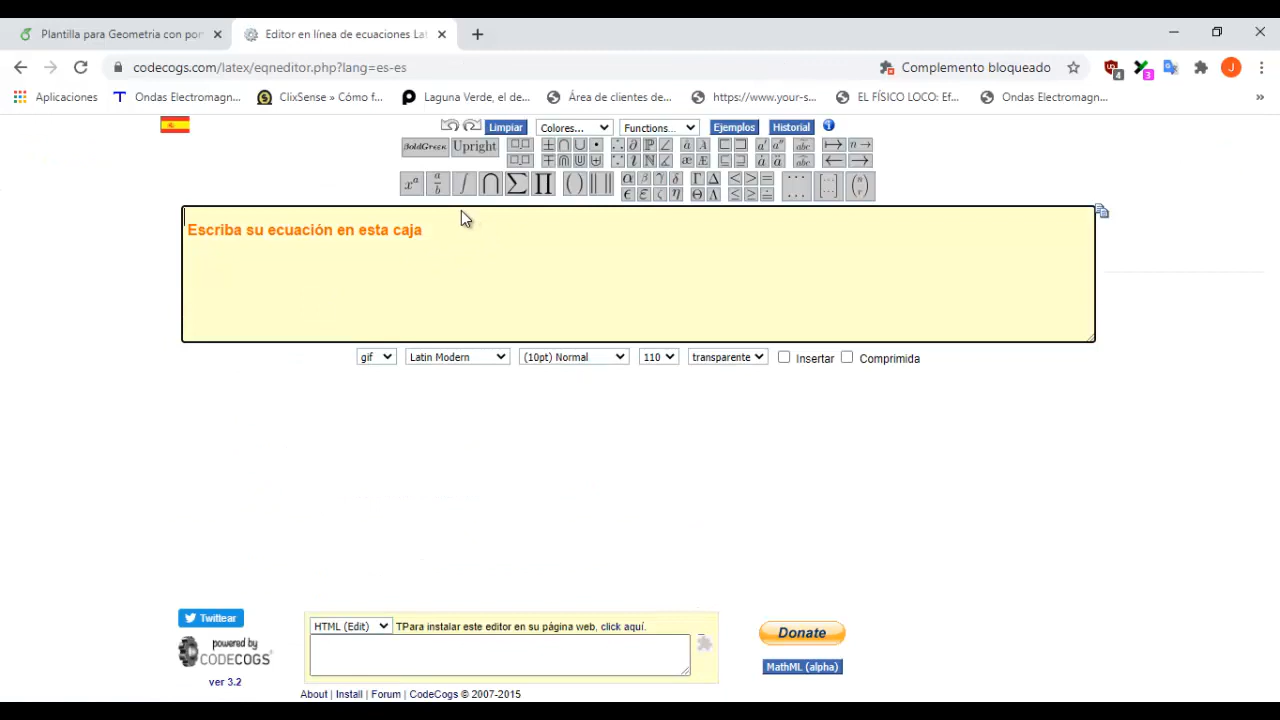 Plantilla para Geometria con por
Editor en línea de ecuaciones Lat
codecogs.com/latex/eqneditor.php?lang=es-es
Complemento bloqueado
4
3
J
Aplicaciones
Ondas Electromagn...
ClixSense » Cómo f...
Laguna Verde, el de...
Área de clientes de...
https://www.your-s...
EL FÍSICO LOCO: Ef...
Ondas Electromagn...
»
Limpiar
Colores...
Functions...
Ejemplos
Historial
BoldGreek
Upright
Escriba su ecuación en esta caja
gif
Latin Modern
(10pt) Normal
110
transparente
Insertar
Comprimida
Twittear
powered by
CODECOGS
ver 3.2
HTML (Edit)
TPara instalar este editor en su página web, click aquí.
Donate
MathML (alpha)
About | Install | Forum | CodeCogs © 2007-2015